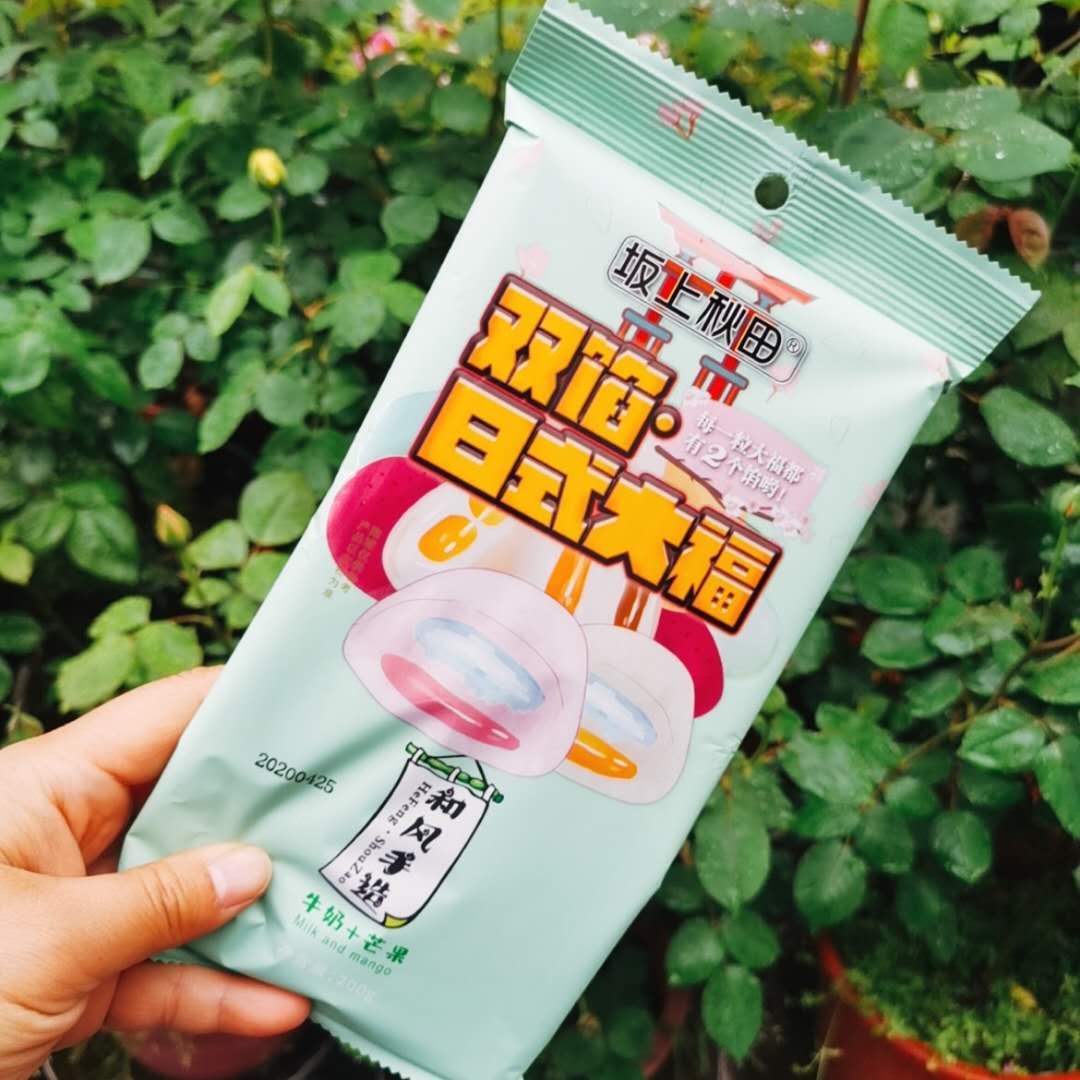 坂上秋田®
双馅·
日式大福
每一粒大福都
有2个馅哟!
20200425
和风手造
HeFeng·ShouZao
牛奶+芒果
Milk and mango
200g